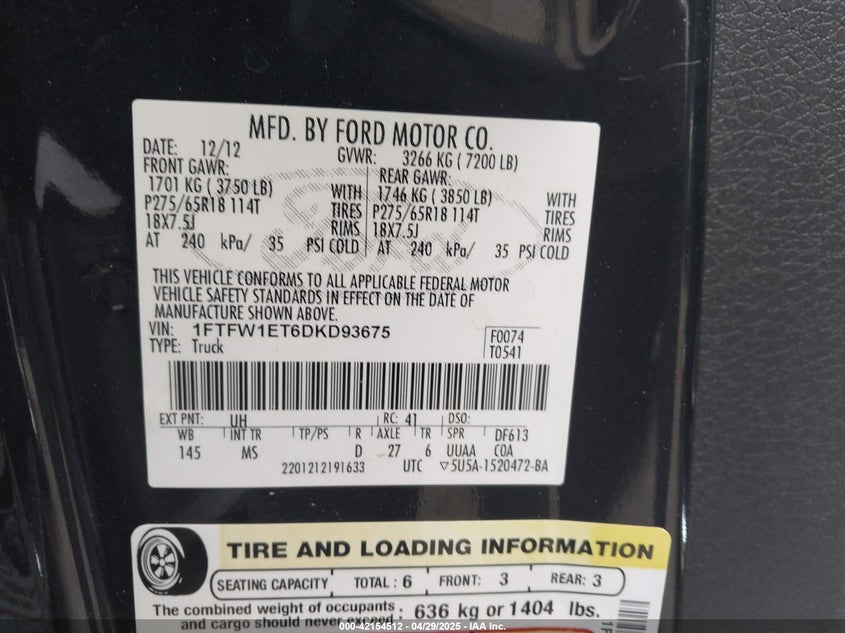 MFD. BY FORD MOTOR CO.
DATE: 12/12 GVWR: 3266 KG ( 7200 LB)
FRONT GAWR: REAR GAWR:
1701 KG ( 3750 LB) WITH 1746 KG ( 3850 LB) WITH
P275/65R18 114T TIRES P275/65R18 114T TIRES
18X7.5J RIMS 18X7.5J RIMS
AT 240 kPa/ 35 PSI COLD AT 240 kPa/ 35 PSI COLD
THIS VEHICLE CONFORMS TO ALL APPLICABLE FEDERAL MOTOR
VEHICLE SAFETY STANDARDS IN EFFECT ON THE DATE OF
MANUFACTURE SHOWN ABOVE.
VIN: 1FTFW1ET6DKD93675 F0074
TYPE: Truck T0541
EXT PNT: UH RC: 41 DSO:
WB INT TR TP/PS R AXLE TR SPR DF613
145 MS D 27 6 UUAA COA
2201212191633 UTC ▽5U5A-1520472-BA
TIRE AND LOADING INFORMATION
SEATING CAPACITY TOTAL : 6 FRONT: 3 REAR: 3
The combined weight of occupants : 636 kg or 1404 lbs.
and cargo should never exceed
000-42154512 - 04/29/2025 - IAA, Inc.